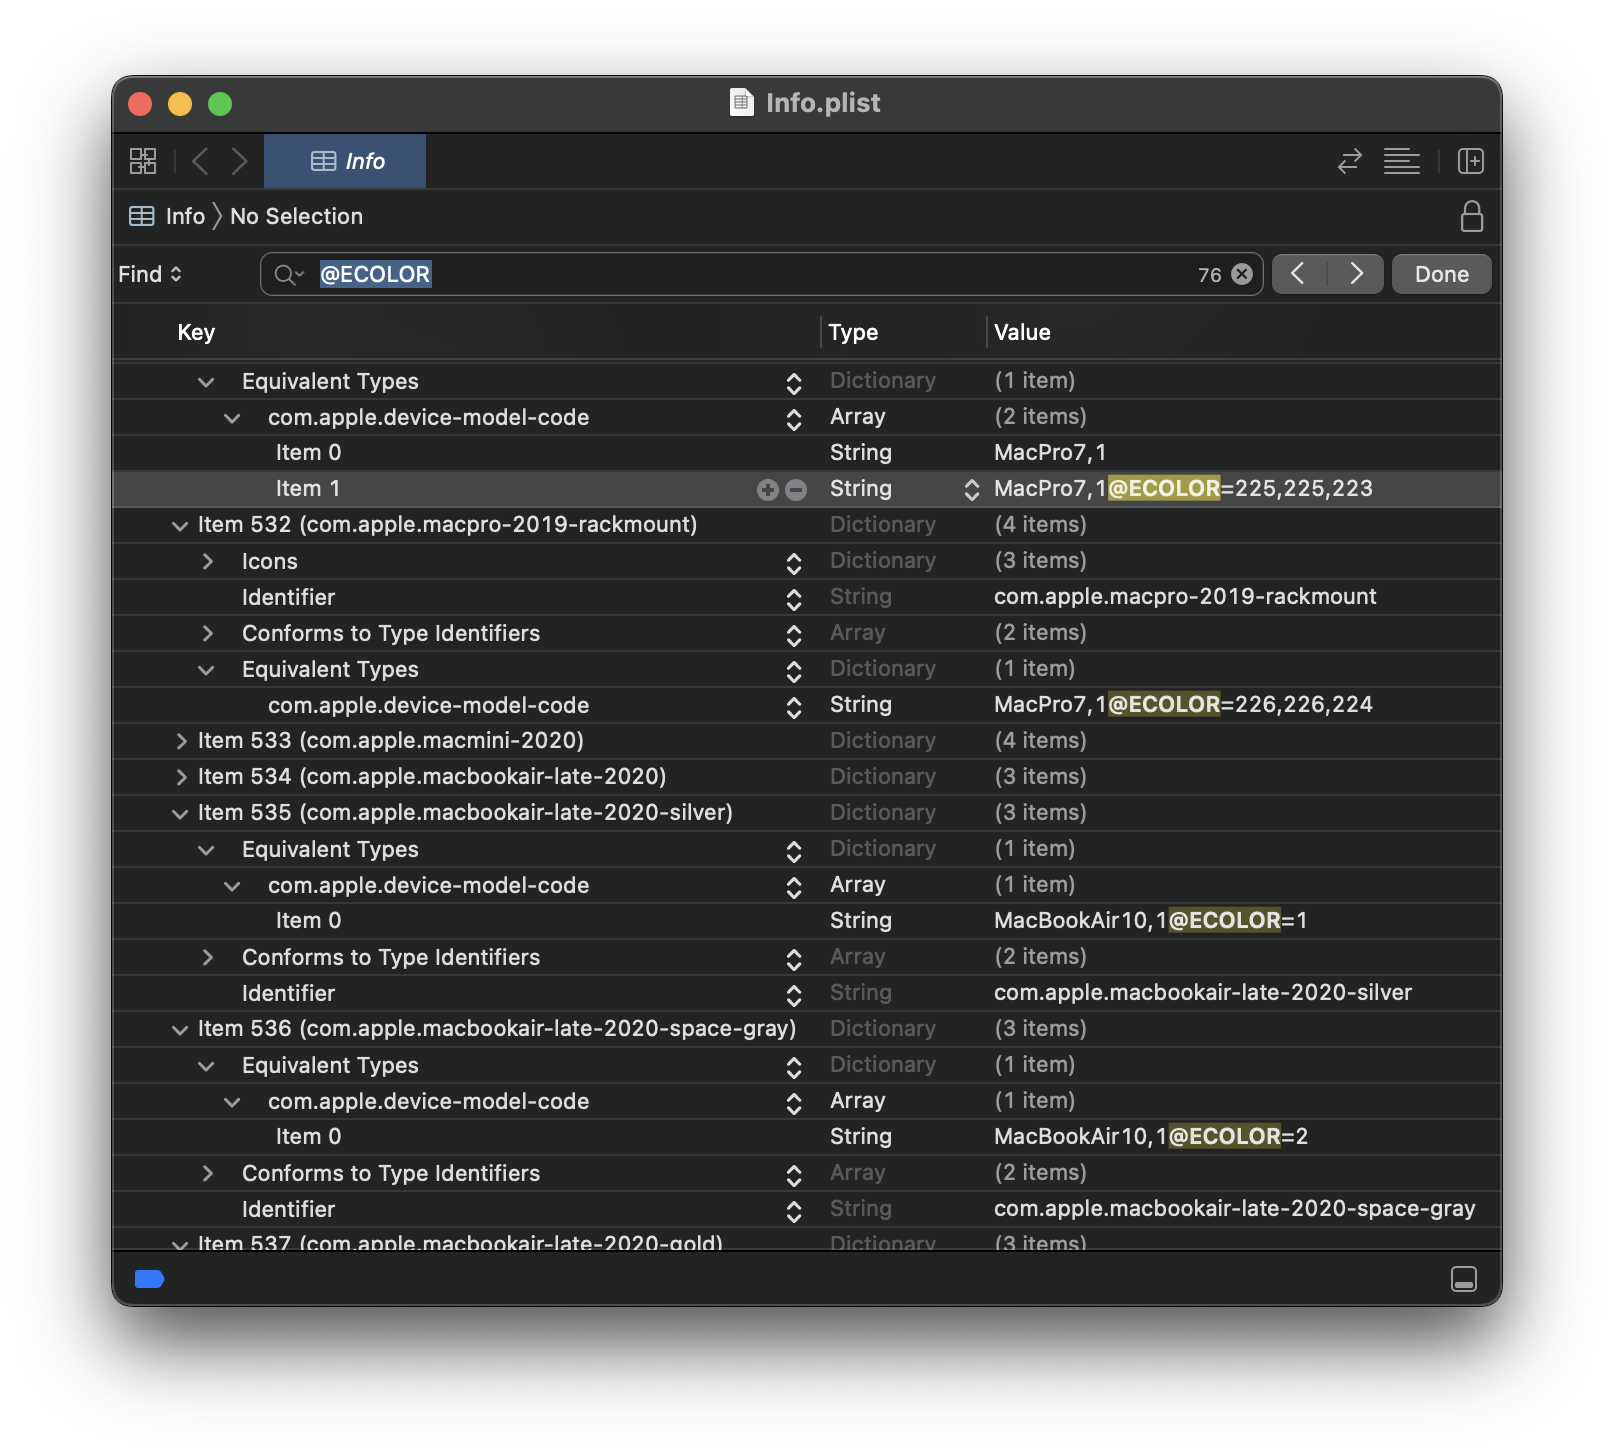 Info.plist
Info
Info No Selection
Find @ECOLOR 76 Done
Key Type Value
Equivalent Types Dictionary (1 item)
com.apple.device-model-code Array (2 items)
Item 0 String MacPro7,1
Item 1 String MacPro7,1@ECOLOR=225,225,223
Item 532 (com.apple.macpro-2019-rackmount) Dictionary (4 items)
Icons Dictionary (3 items)
Identifier String com.apple.macpro-2019-rackmount
Conforms to Type Identifiers Array (2 items)
Equivalent Types Dictionary (1 item)
com.apple.device-model-code String MacPro7,1@ECOLOR=226,226,224
Item 533 (com.apple.macmini-2020) Dictionary (4 items)
Item 534 (com.apple.macbookair-late-2020) Dictionary (3 items)
Item 535 (com.apple.macbookair-late-2020-silver) Dictionary (3 items)
Equivalent Types Dictionary (1 item)
com.apple.device-model-code Array (1 item)
Item 0 String MacBookAir10,1@ECOLOR=1
Conforms to Type Identifiers Array (2 items)
Identifier String com.apple.macbookair-late-2020-silver
Item 536 (com.apple.macbookair-late-2020-space-gray) Dictionary (3 items)
Equivalent Types Dictionary (1 item)
com.apple.device-model-code Array (1 item)
Item 0 String MacBookAir10,1@ECOLOR=2
Conforms to Type Identifiers Array (2 items)
Identifier String com.apple.macbookair-late-2020-space-gray
Item 537 (com.apple.macbookair-late-2020-gold) Dictionary (3 items)